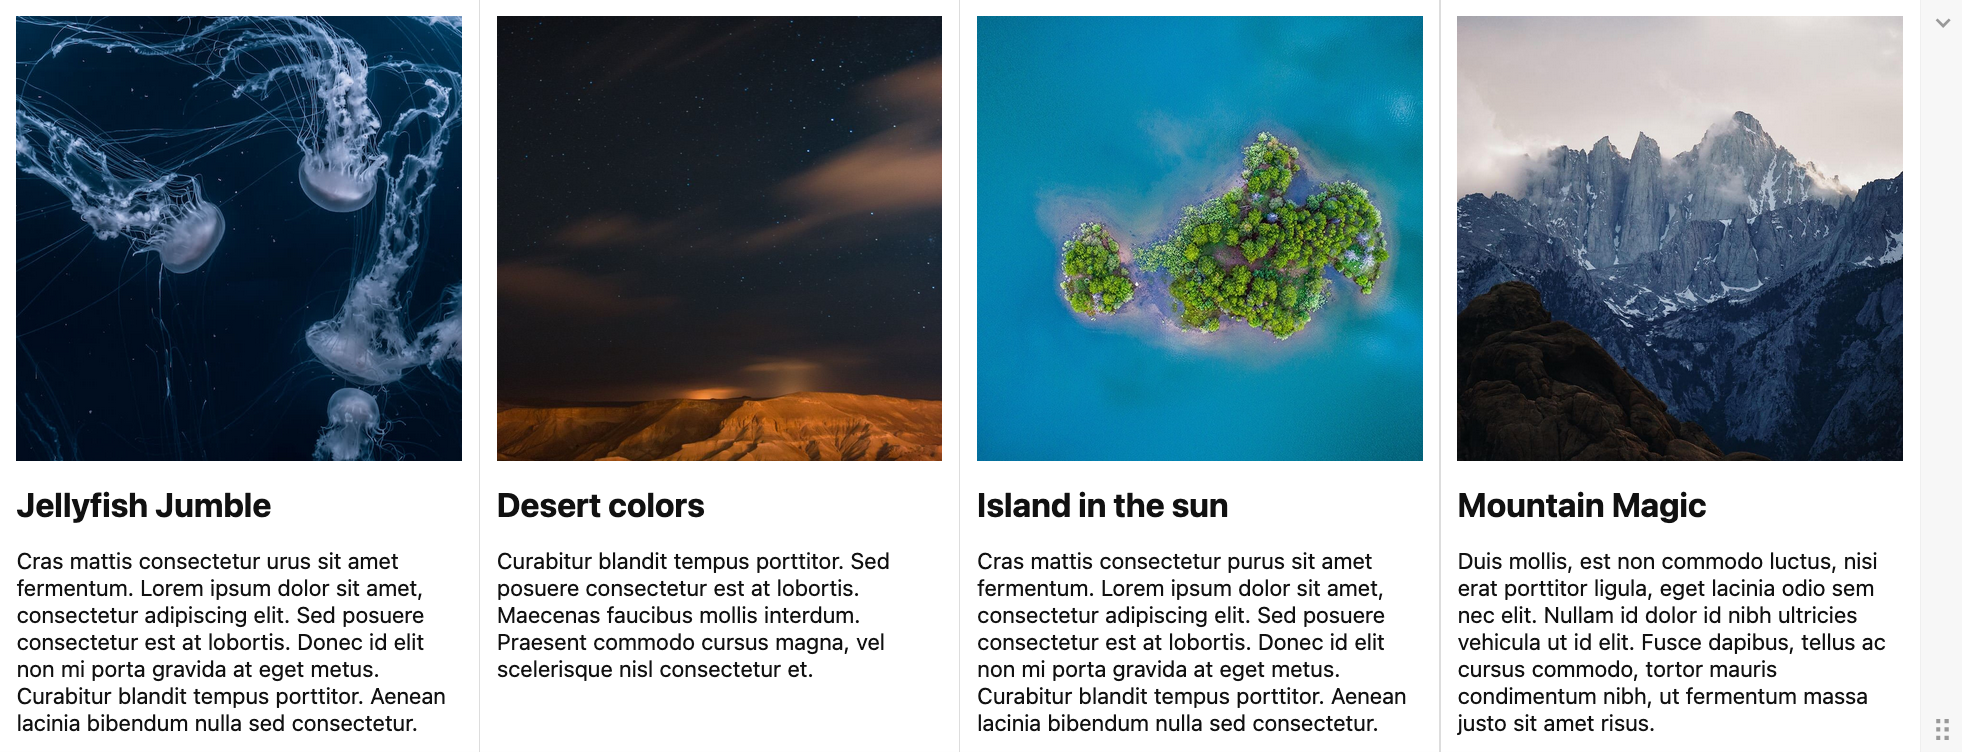 Jellyfish Jumble
Cras mattis consectetur urus sit amet
fermentum. Lorem ipsum dolor sit amet,
consectetur adipiscing elit. Sed posuere
consectetur est at lobortis. Donec id elit
non mi porta gravida at eget metus.
Curabitur blandit tempus porttitor. Aenean
lacinia bibendum nulla sed consectetur.
Desert colors
Curabitur blandit tempus porttitor. Sed
posuere consectetur est at lobortis.
Maecenas faucibus mollis interdum.
Praesent commodo cursus magna, vel
scelerisque nisl consectetur et.
Island in the sun
Cras mattis consectetur purus sit amet
fermentum. Lorem ipsum dolor sit amet,
consectetur adipiscing elit. Sed posuere
consectetur est at lobortis. Donec id elit
non mi porta gravida at eget metus.
Curabitur blandit tempus porttitor. Aenean
lacinia bibendum nulla sed consectetur.
Mountain Magic
Duis mollis, est non commodo luctus, nisi
erat porttitor ligula, eget lacinia odio sem
nec elit. Nullam id dolor id nibh ultricies
vehicula ut id elit. Fusce dapibus, tellus ac
cursus commodo, tortor mauris
condimentum nibh, ut fermentum massa
justo sit amet risus.